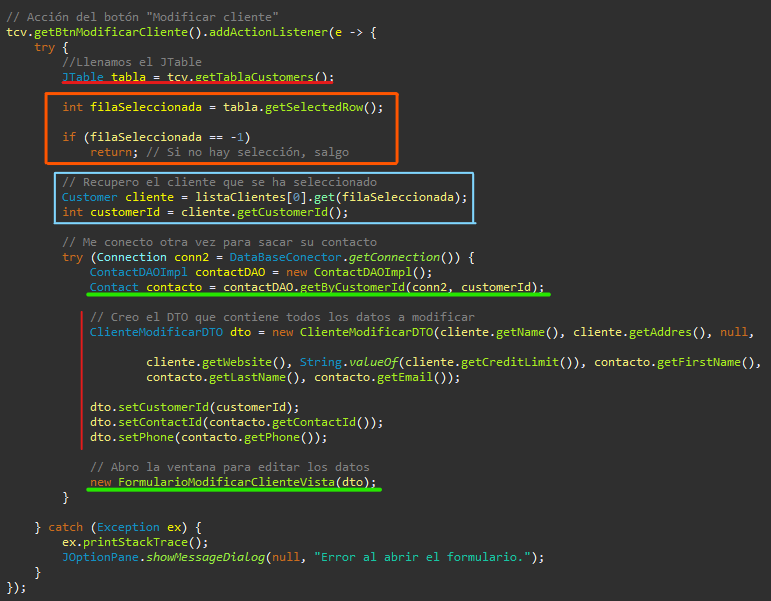 // Acción del botón "Modificar cliente"
tcv.getBtnModificarCliente().addActionListener(e -> {
try {
//Llenamos el JTable
JTable tabla = tcv.getTablaCustomers();
int filaSeleccionada = tabla.getSelectedRow();
if (filaSeleccionada == -1)
return; // Si no hay selección, salgo
// Recupero el cliente que se ha seleccionado
Customer cliente = listaClientes[0].get(filaSeleccionada);
int customerId = cliente.getCustomerId();
// Me conecto otra vez para sacar su contacto
try (Connection conn2 = DataBaseConector.getConnection()) {
ContactDAOImpl contactDAO = new ContactDAOImpl();
Contact contacto = contactDAO.getByCustomerId(conn2, customerId);
// Creo el DTO que contiene todos los datos a modificar
ClienteModificarDTO dto = new ClienteModificarDTO(cliente.getName(), cliente.getAddres(), null,
cliente.getWebsite(), String.valueOf(cliente.getCreditLimit()), contacto.getFirstName(),
contacto.getLastName(), contacto.getEmail());
dto.setCustomerId(customerId);
dto.setContactId(contacto.getContactId());
dto.setPhone(contacto.getPhone());
// Abro la ventana para editar los datos
new FormularioModificarClienteVista(dto);
}
} catch (Exception ex) {
ex.printStackTrace();
JOptionPane.showMessageDialog(null, "Error al abrir el formulario.");
}
});